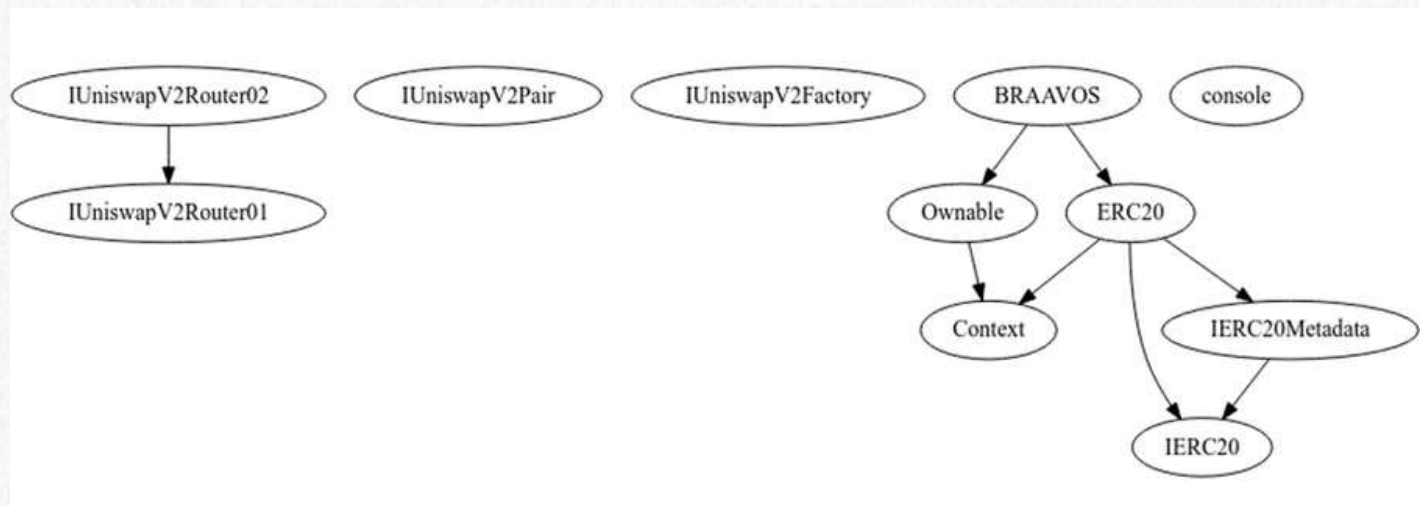 IUniswapV2Router02
IUniswapV2Pair
IUniswapV2Factory
BRAAVOS
console
IUniswapV2Router01
Ownable
ERC20
Context
IERC20Metadata
IERC20